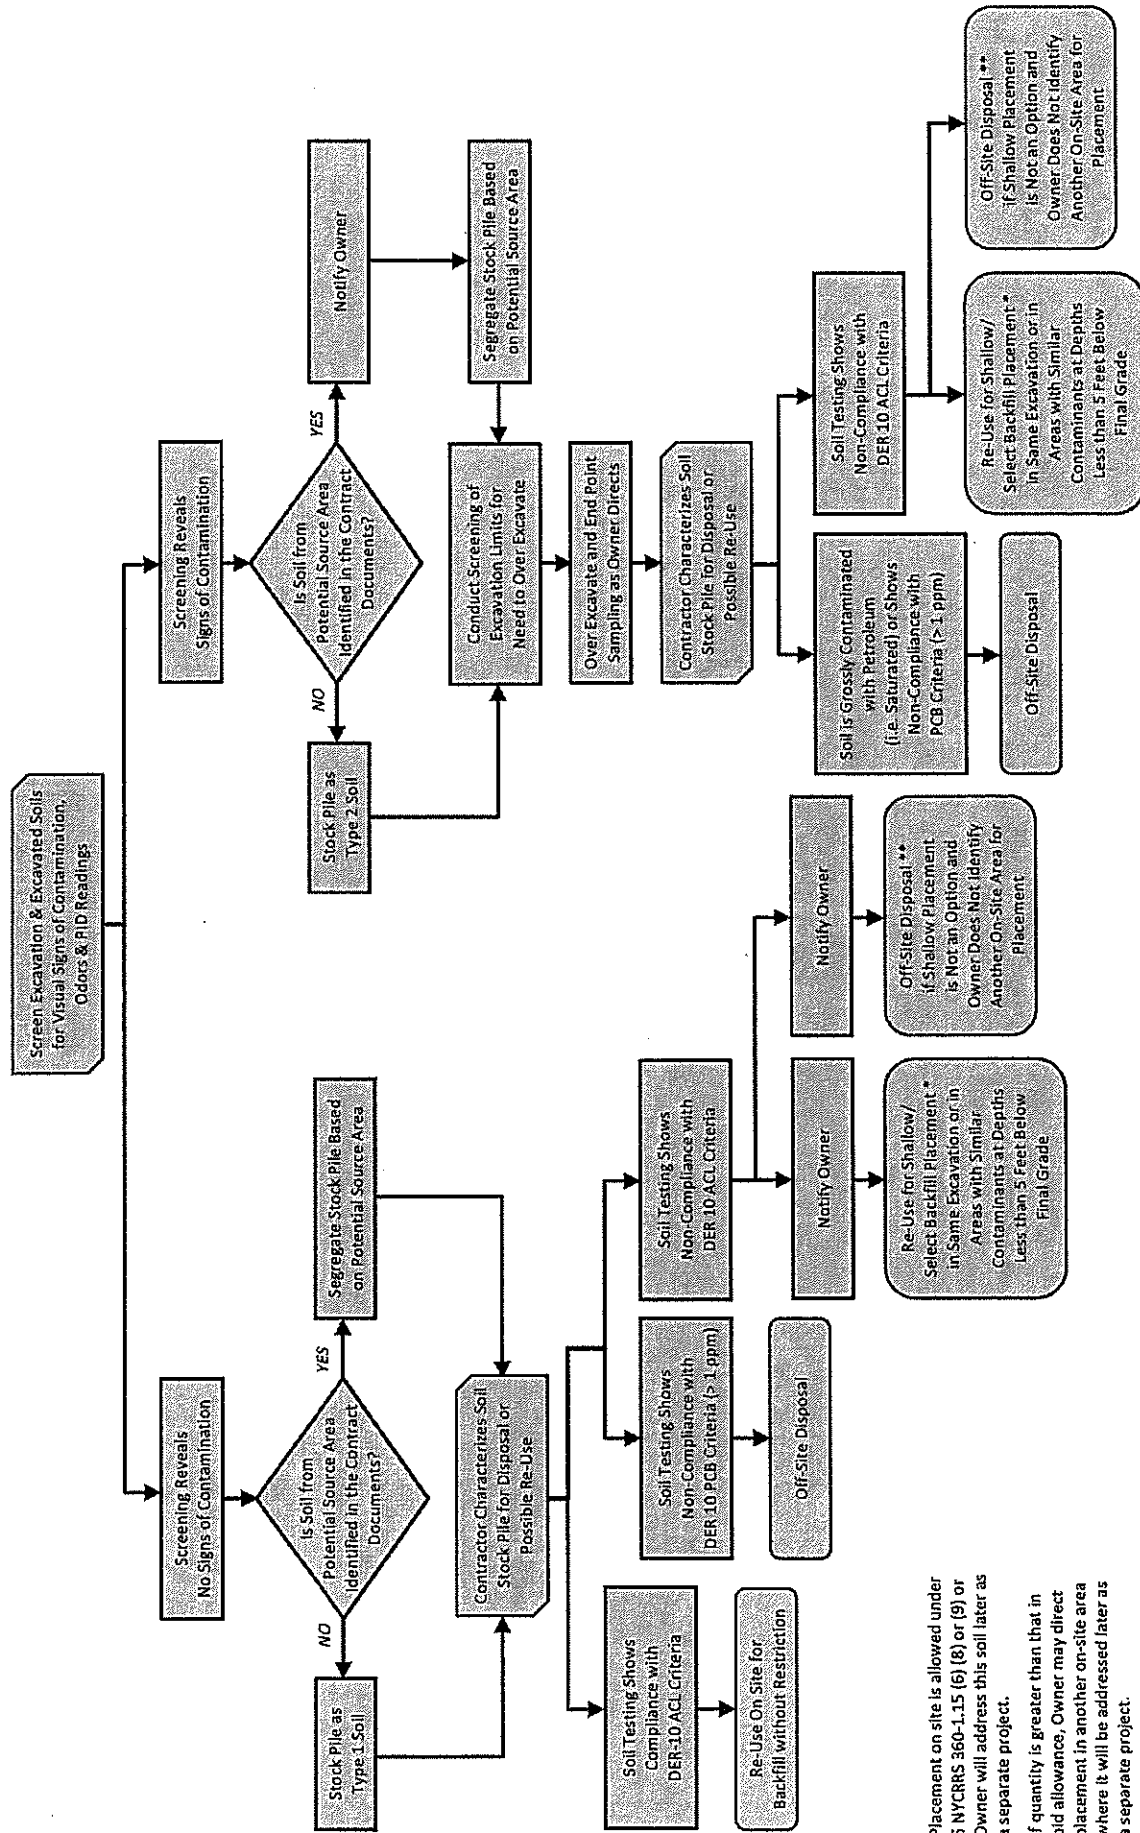 Screen Excavation & Excavated Soils
for Visual Signs of Contamination,
Odors & PID Readings
Screening Reveals
No Signs of Contamination
Is Soil from
Potential Source Area
Identified in the Contract
Documents?
NO
YES
Stock Pile as
Type 1 Soil
Segregate Stock Pile Based
on Potential Source Area
Contractor Characterizes Soil
Stock Pile for Disposal or
Possible Re-Use
Soil Testing Shows
Compliance with
DER-10 ACL Criteria
Re-Use On Site for
Backfill without Restriction
Soil Testing Shows
Non-Compliance with
DER 10 PCB Criteria (> 1 ppm)
Off-Site Disposal
Soil Testing Shows
Non-Compliance with
DER 10 ACL Criteria
Notify Owner
Re-Use for Shallow/
Select Backfill Placement *
in Same Excavation or in
Areas with Similar
Contaminants at Depths
Less than 5 Feet Below
Final Grade
Notify Owner
Off-Site Disposal **
if Shallow Placement
is Not an Option and
Owner Does Not Identify
Another On-Site Area for
Placement
Screening Reveals
Signs of Contamination
Is Soil from
Potential Source Area
Identified in the Contract
Documents?
NO
YES
Stock Pile as
Type 2 Soil
Notify Owner
Segregate Stock Pile Based
on Potential Source Area
Conduct Screening of
Excavation Limits for
Need to Over Excavate
Over Excavate and End Point
Sampling as Owner Directs
Contractor Characterizes Soil
Stock Pile for Disposal or
Possible Re-Use
Soil is Grossly Contaminated
with Petroleum
(i.e. Saturated) or Shows
Non-Compliance with
PCB Criteria (> 1 ppm)
Off-Site Disposal
Soil Testing Shows
Non-Compliance with
DER 10 ACL Criteria
Re-Use for Shallow/
Select Backfill Placement *
in Same Excavation or in
Areas with Similar
Contaminants at Depths
Less than 5 Feet Below
Final Grade
Off-Site Disposal **
if Shallow Placement
is Not an Option and
Owner Does Not Identify
Another On-Site Area for
Placement
Placement on site is allowed under
NYCRRS 360-1.15 (6) (8) or (9) or
Owner will address this soil later as
a separate project.
f quantity is greater than that in
allowance, Owner may direct
placement in another on-site area
where it will be addressed later as
a separate project.